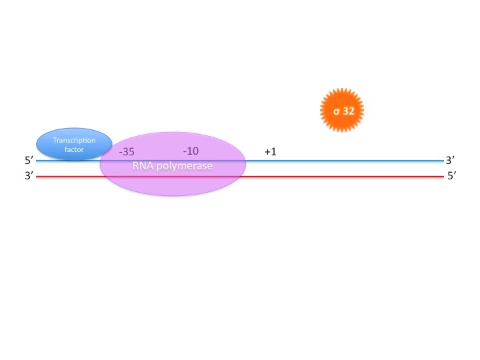 σ 32
Transcription
factor
-35
-10
+1
RNA polymerase
5’
3’
3’
5’